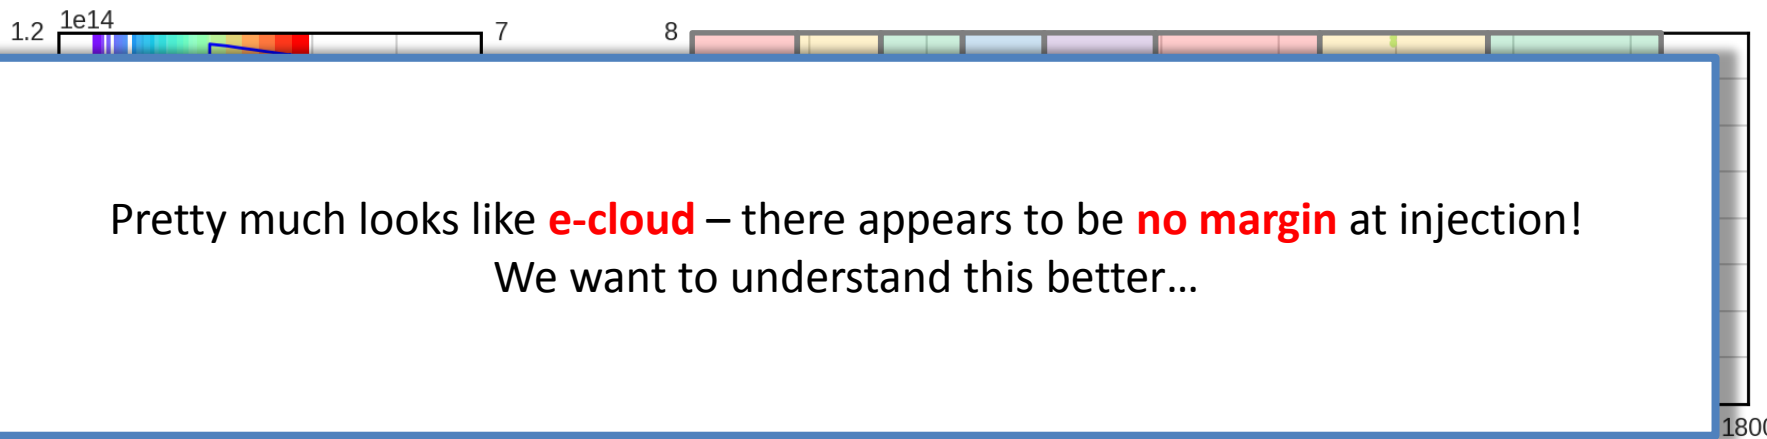 1e14
1.2 7 8
Pretty much looks like e-cloud – there appears to be no margin at injection!
We want to understand this better…